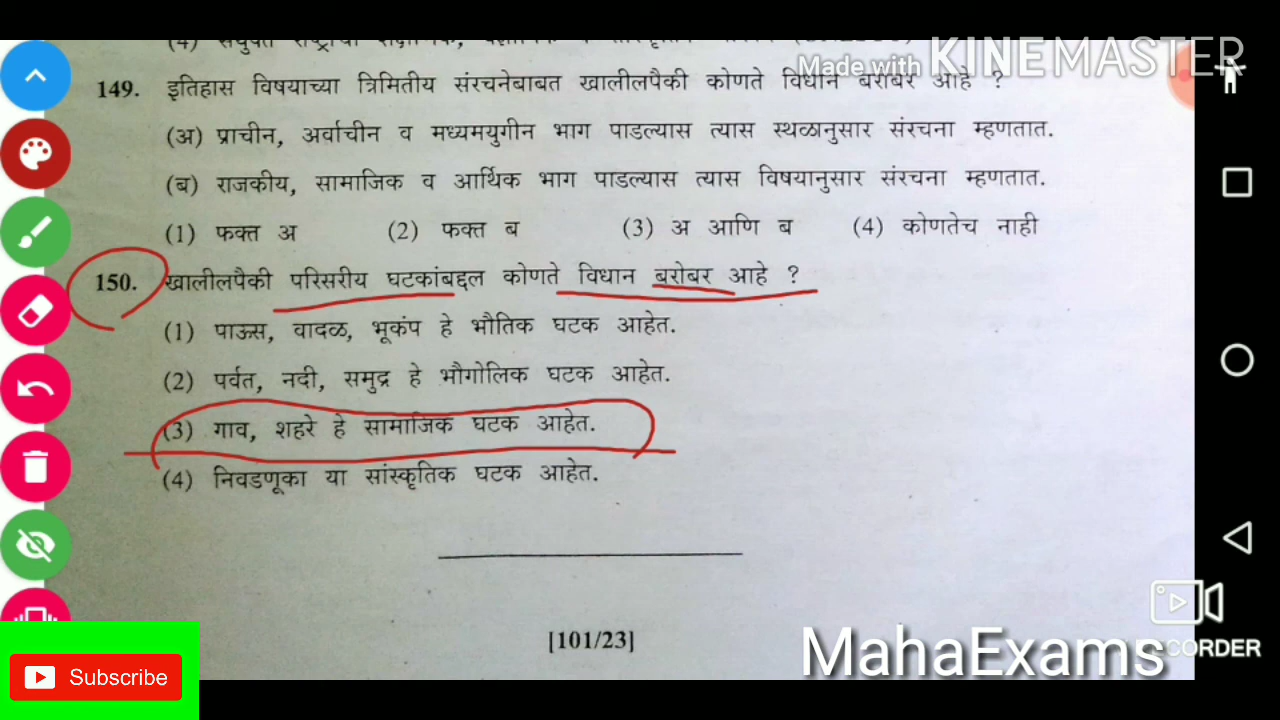 Made with KINEMASTER
149. इतिहास विषयाच्या त्रिमितीय संरचनेबाबत खालीलपैकी कोणते विधान बरोबर आहे ?
(अ) प्राचीन, अर्वाचीन व मध्यमयुगीन भाग पाडल्यास त्यास स्थळानुसार संरचना म्हणतात.
(ब) राजकीय, सामाजिक व आर्थिक भाग पाडल्यास त्यास विषयानुसार संरचना म्हणतात.
(1) फक्त अ (2) फक्त ब (3) अ आणि ब (4) कोणतेच नाही
150. खालीलपैकी परिसरीय घटकांबद्दल कोणते विधान बरोबर आहे ?
(1) पाऊस, वादळ, भूकंप हे भौतिक घटक आहेत.
(2) पर्वत, नदी, समुद्र हे भौगोलिक घटक आहेत.
(3) गाव, शहरे हे सामाजिक घटक आहेत.
(4) निवडणूका या सांस्कृतिक घटक आहेत.
[101/23]
MahaExams
Subscribe